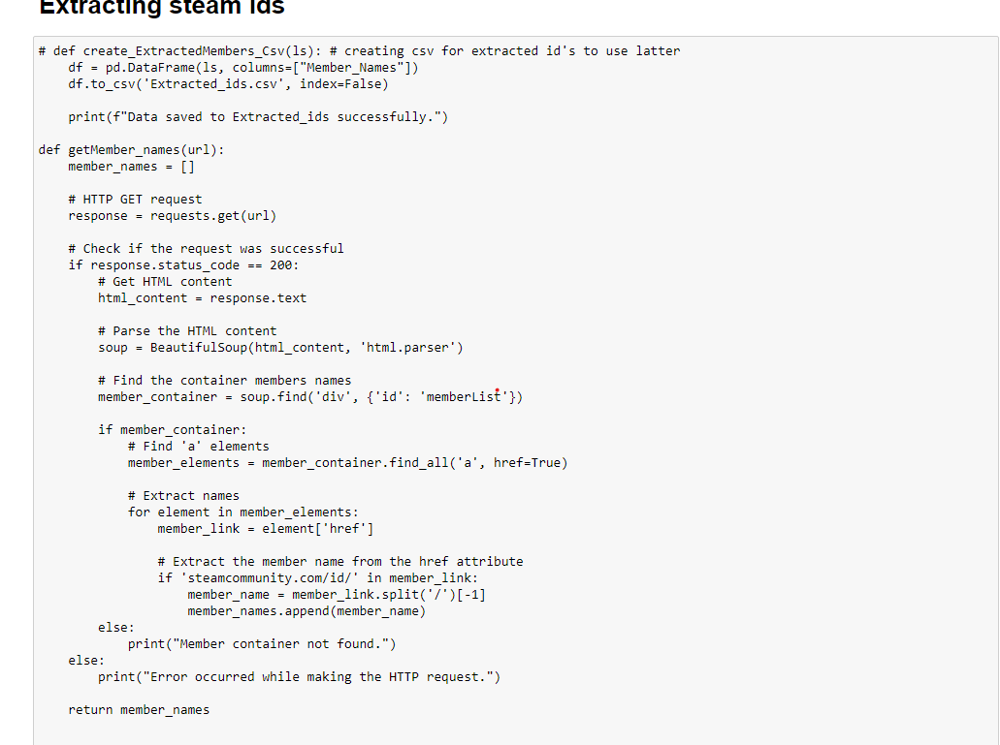 Extracting steam ids
# def create_ExtractedMembers_Csv(ls): # creating csv for extracted id's to use latter
    df = pd.DataFrame(ls, columns=["Member_Names"])
    df.to_csv('Extracted_ids.csv', index=False)

    print(f"Data saved to Extracted_ids successfully.")

def getMember_names(url):
    member_names = []

    # HTTP GET request
    response = requests.get(url)

    # Check if the request was successful
    if response.status_code == 200:
        # Get HTML content
        html_content = response.text

        # Parse the HTML content
        soup = BeautifulSoup(html_content, 'html.parser')

        # Find the container members names
        member_container = soup.find('div', {'id': 'memberList'})

        if member_container:
            # Find 'a' elements
            member_elements = member_container.find_all('a', href=True)

            # Extract names
            for element in member_elements:
                member_link = element['href']

                # Extract the member name from the href attribute
                if 'steamcommunity.com/id/' in member_link:
                    member_name = member_link.split('/')[-1]
                    member_names.append(member_name)
        else:
            print("Member container not found.")
    else:
        print("Error occurred while making the HTTP request.")

    return member_names